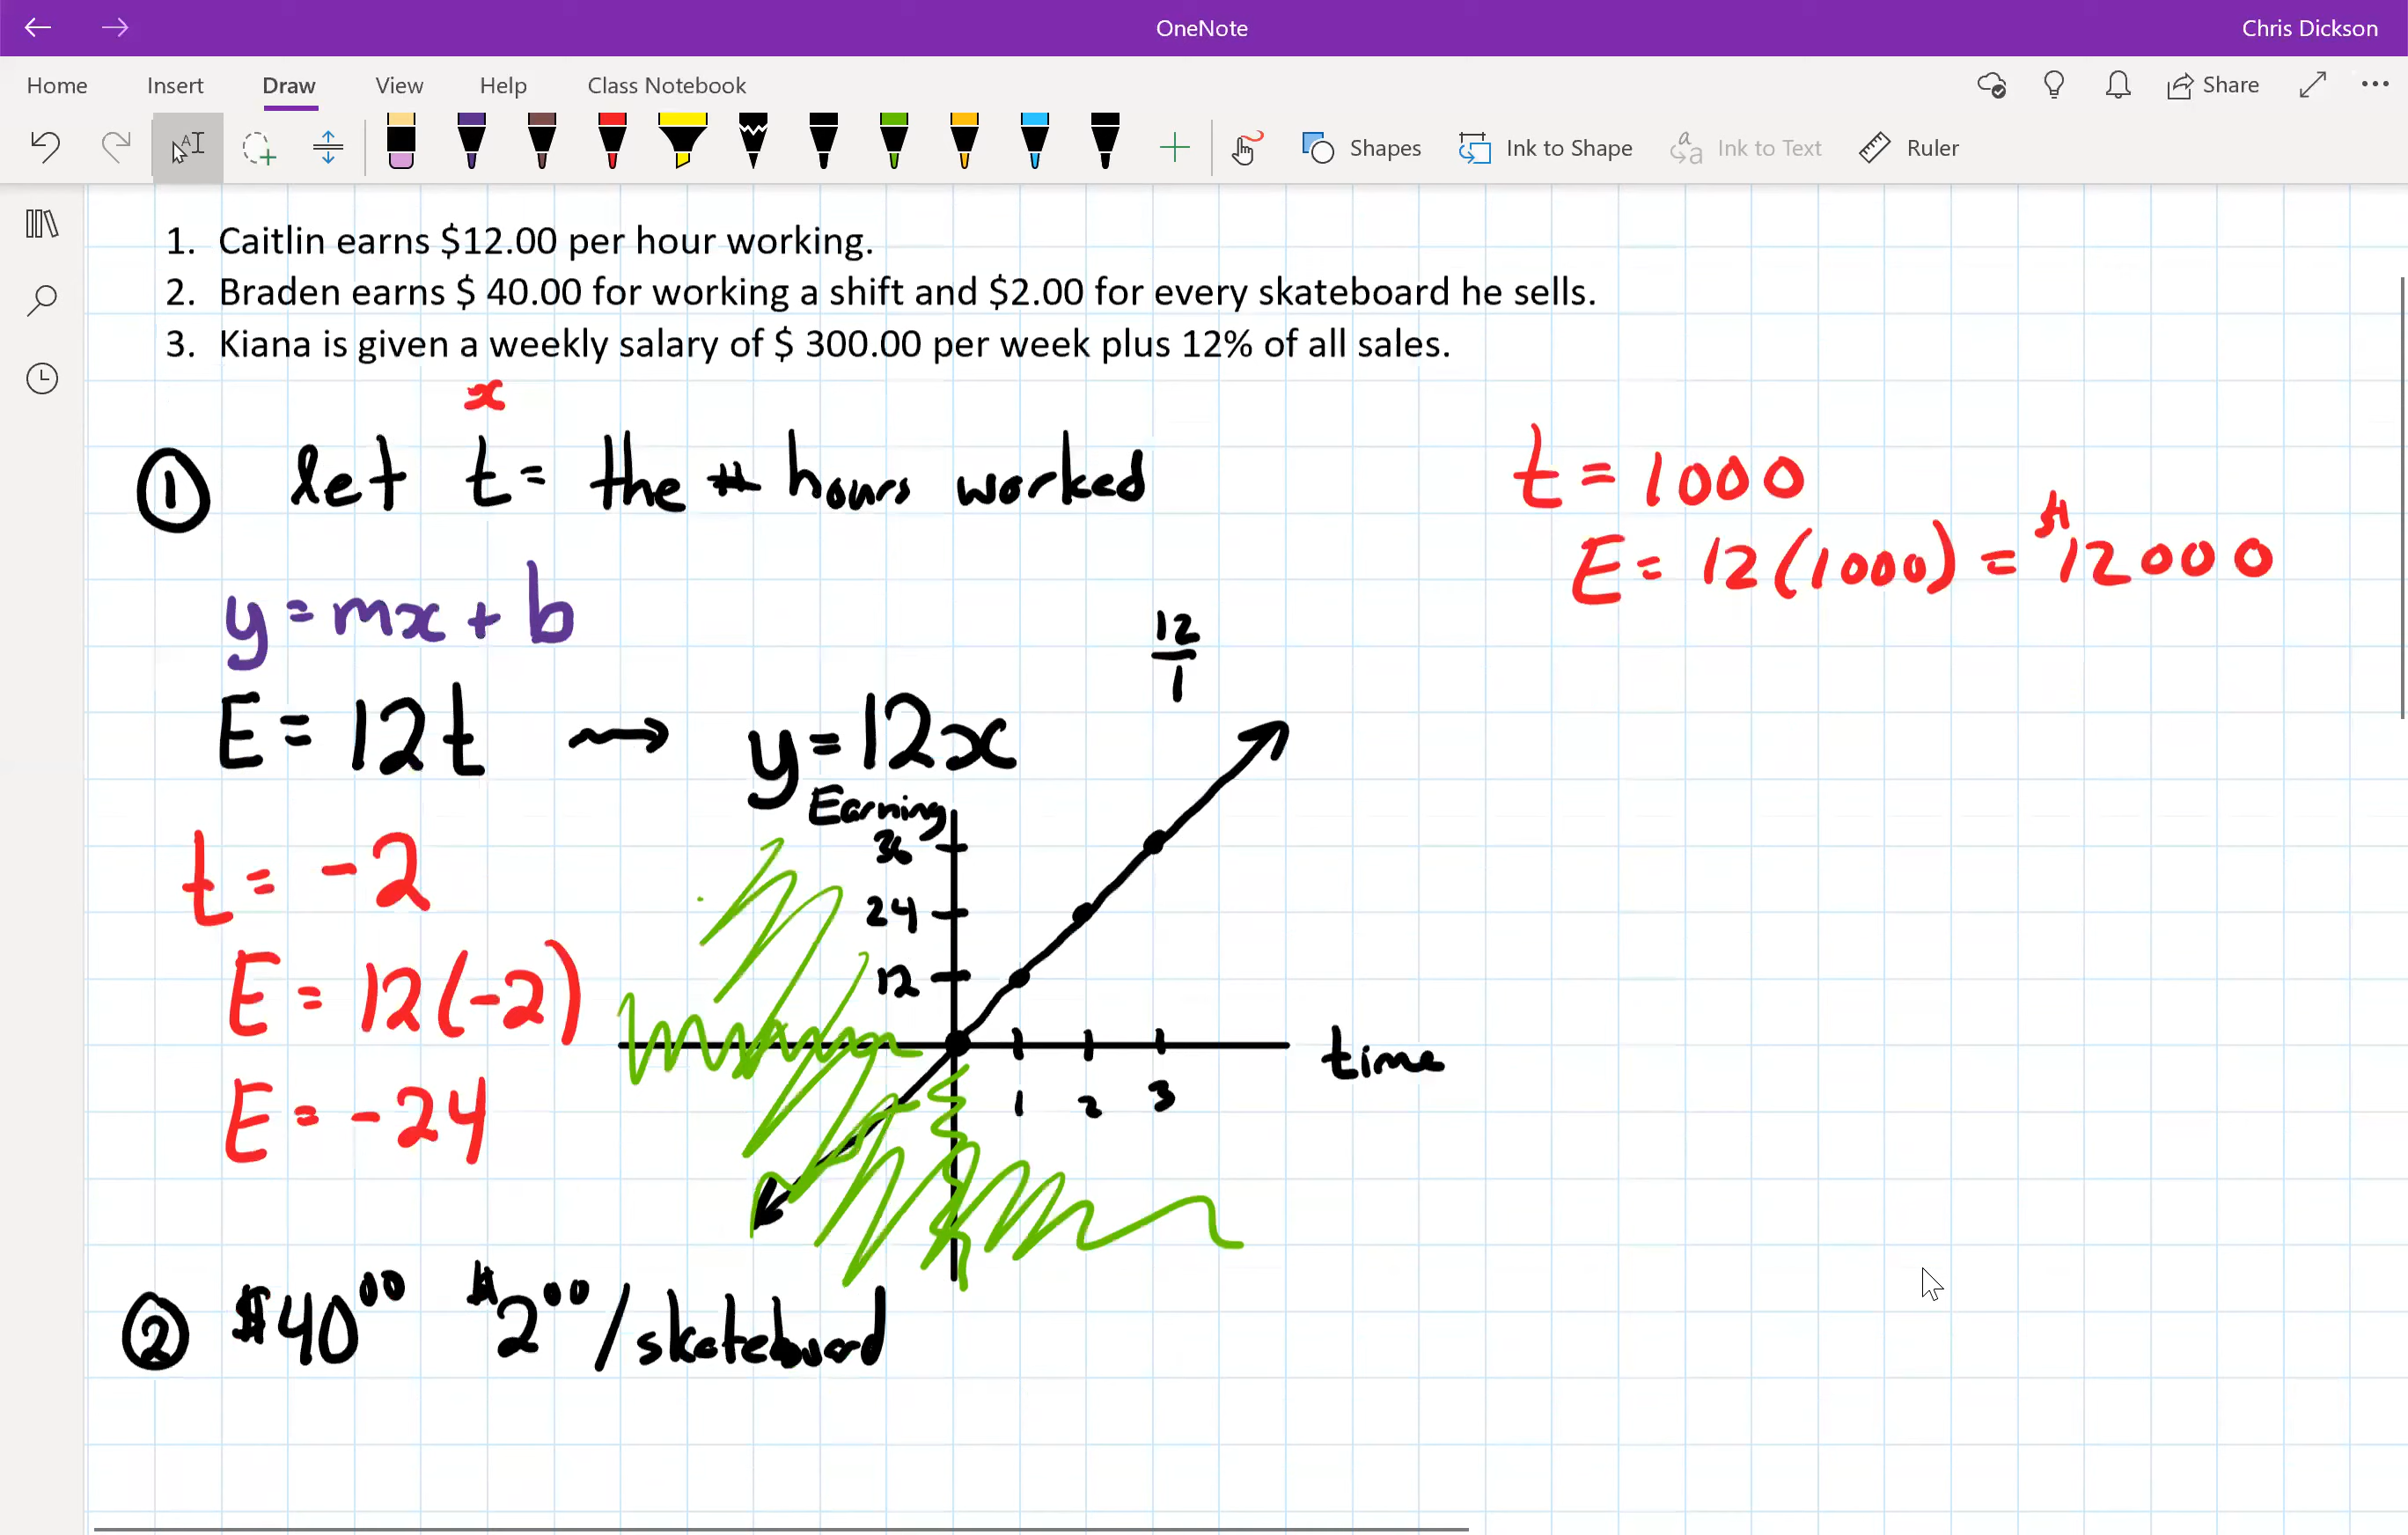 OneNote
Chris Dickson
Home Insert Draw View Help Class Notebook Share
Shapes Ink to Shape Ink to Text Ruler
1. Caitlin earns $12.00 per hour working.
2. Braden earns $ 40.00 for working a shift and $2.00 for every skateboard he sells.
3. Kiana is given a weekly salary of $ 300.00 per week plus 12% of all sales.
x
① let t = the # hours worked
t = 1000
E = 12(1000) = $12000
y = mx + b
12/1
E = 12t → y = 12x
Earning
36
24
12
1 2 3
time
t = -2
E = 12(-2)
E = -24
② $40⁰⁰ $2⁰⁰/skateboard